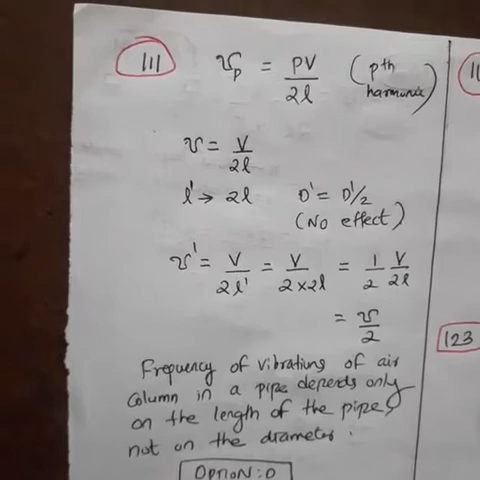 111
υp = PV/2l (pth harmonic)
υ = V/2l
l' → 2l D' = D'/2
(No effect)
υ' = V/2l' = V/2×2l = 1/2 V/2l
= υ/2
Frequency of vibrations of air
column in a pipe depends only
on the length of the pipe,
not on the diameter.
OPTION: D
11
123